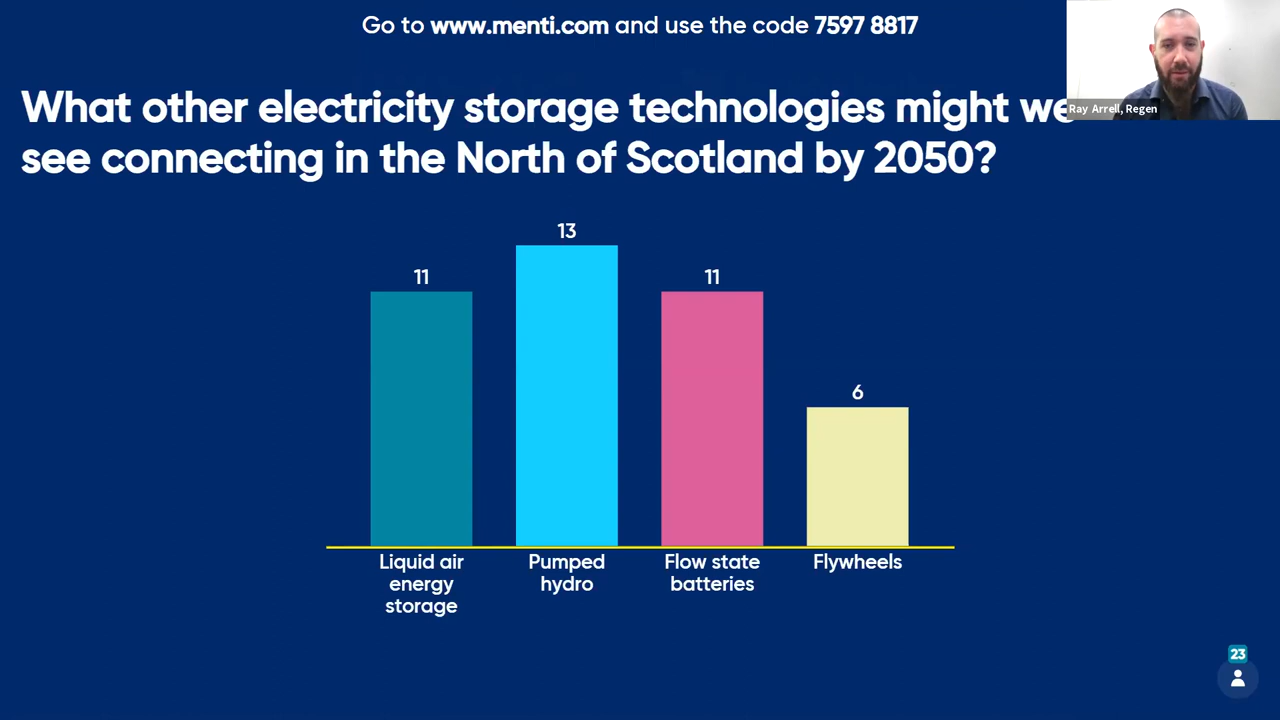 Go to www.menti.com and use the code 7597 8817
Ray Arrell, Regen
What other electricity storage technologies might we
see connecting in the North of Scotland by 2050?
11
13
11
6
Liquid air
energy
storage
Pumped
hydro
Flow state
batteries
Flywheels
23